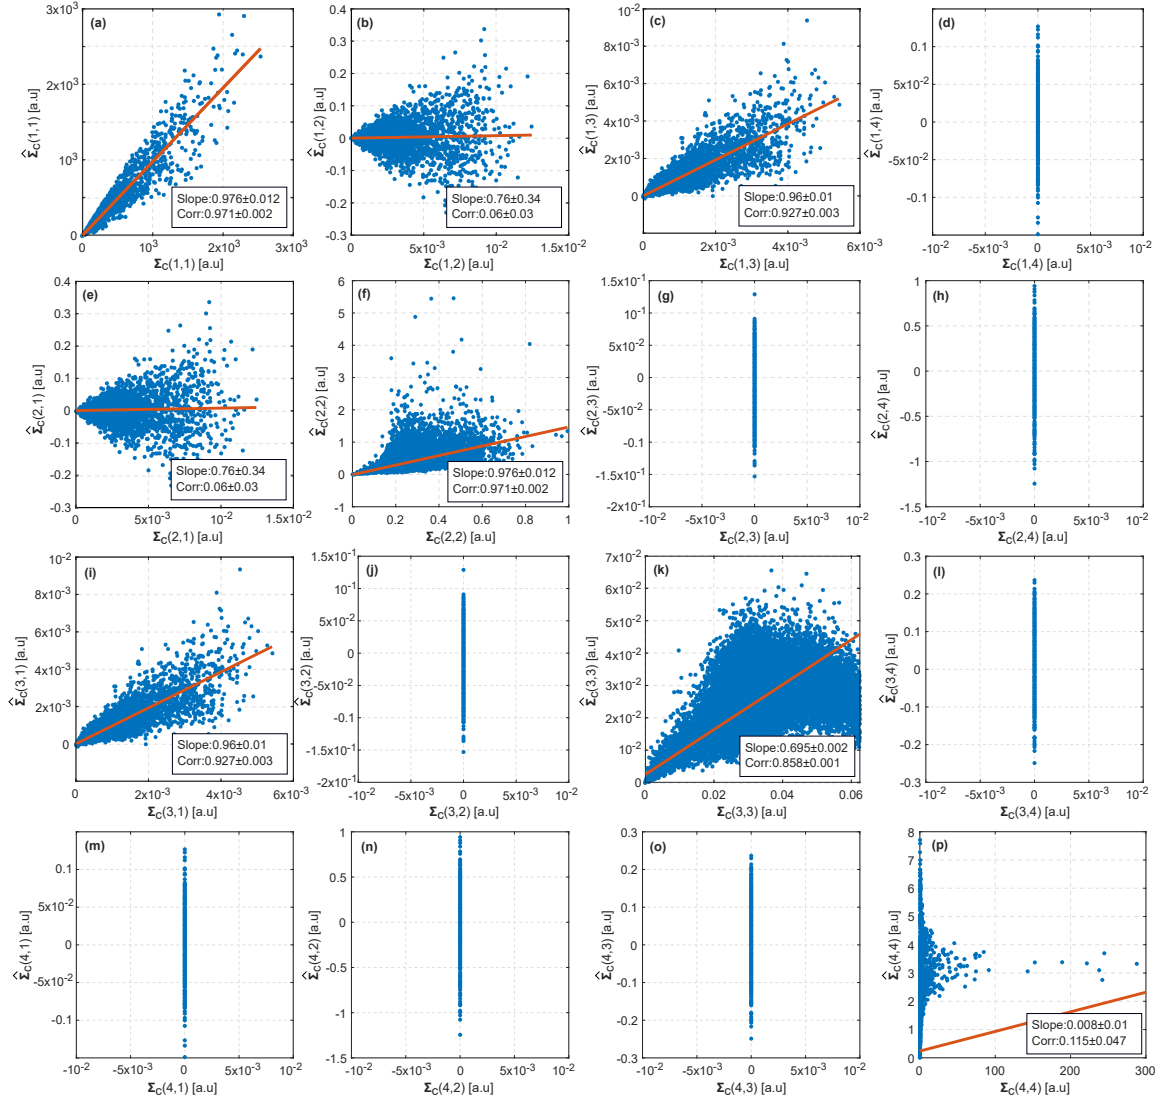 (a)
3x10³
10³
0
0
10³
2x10³
3x10³
Σ̂C(1,1) [a.u]
ΣC(1,1) [a.u]
Slope:0.976±0.012
Corr:0.971±0.002
(b)
0.4
0.3
0.2
0.1
0
-0.1
-0.2
-0.3
0
5x10⁻³
10⁻²
1.5x10⁻²
Σ̂C(1,2) [a.u]
ΣC(1,2) [a.u]
Slope:0.76±0.34
Corr:0.06±0.03
(c)
10⁻²
8x10⁻³
6x10⁻³
4x10⁻³
2x10⁻³
0
0
2x10⁻³
4x10⁻³
6x10⁻³
Σ̂C(1,3) [a.u]
ΣC(1,3) [a.u]
Slope:0.96±0.01
Corr:0.927±0.003
(d)
0.1
5x10⁻²
0
-5x10⁻²
-0.1
-10⁻²
-5x10⁻³
0
5x10⁻³
10⁻²
Σ̂C(1,4) [a.u]
ΣC(1,4) [a.u]
(e)
0.4
0.3
0.2
0.1
0
-0.1
-0.2
-0.3
0
5x10⁻³
10⁻²
1.5x10⁻²
Σ̂C(2,1) [a.u]
ΣC(2,1) [a.u]
Slope:0.76±0.34
Corr:0.06±0.03
(f)
6
5
4
3
2
1
0
-1
0
0.2
0.4
0.6
0.8
1
Σ̂C(2,2) [a.u]
ΣC(2,2) [a.u]
Slope:0.976±0.012
Corr:0.971±0.002
(g)
1.5x10⁻¹
10x10⁻¹
5x10⁻²
0
-5x10⁻²
-0.1
-1.5x10⁻¹
-2x10⁻¹
-10⁻²
-5x10⁻³
0
5x10⁻³
10⁻²
Σ̂C(2,3) [a.u]
ΣC(2,3) [a.u]
(h)
1
0.5
0
-0.5
-1
-1.5
-10⁻²
-5x10⁻³
0
5x10⁻³
10⁻²
Σ̂C(2,4) [a.u]
ΣC(2,4) [a.u]
(i)
10⁻²
8x10⁻³
6x10⁻³
4x10⁻³
2x10⁻³
0
0
2x10⁻³
4x10⁻³
6x10⁻³
Σ̂C(3,1) [a.u]
ΣC(3,1) [a.u]
Slope:0.96±0.01
Corr:0.927±0.003
(j)
1.5x10⁻¹
10x10⁻¹
5x10⁻²
0
-5x10⁻²
-0.1
-1.5x10⁻¹
-2x10⁻¹
-10⁻²
-5x10⁻³
0
5x10⁻³
10⁻²
Σ̂C(3,2) [a.u]
ΣC(3,2) [a.u]
(k)
7x10⁻²
6x10⁻²
5x10⁻²
4x10⁻²
3x10⁻²
2x10⁻²
10⁻²
0
0
0.02
0.04
0.06
Σ̂C(3,3) [a.u]
ΣC(3,3) [a.u]
Slope:0.695±0.002
Corr:0.858±0.001
(l)
0.3
0.2
0.1
0
-0.1
-0.2
-0.3
-10⁻²
-5x10⁻³
0
5x10⁻³
10⁻²
Σ̂C(3,4) [a.u]
ΣC(3,4) [a.u]
(m)
0.1
5x10⁻²
0
-5x10⁻²
-0.1
-10⁻²
-5x10⁻³
0
5x10⁻³
10⁻²
Σ̂C(4,1) [a.u]
ΣC(4,1) [a.u]
(n)
1
0.5
0
-0.5
-1
-1.5
-10⁻²
-5x10⁻³
0
5x10⁻³
10⁻²
Σ̂C(4,2) [a.u]
ΣC(4,2) [a.u]
(o)
0.3
0.2
0.1
0
-0.1
-0.2
-0.3
-10⁻²
-5x10⁻³
0
5x10⁻³
10⁻²
Σ̂C(4,3) [a.u]
ΣC(4,3) [a.u]
(p)
8
7
6
5
4
3
2
1
0
0
100
200
300
Σ̂C(4,4) [a.u]
ΣC(4,4) [a.u]
Slope:0.008±0.01
Corr:0.115±0.047